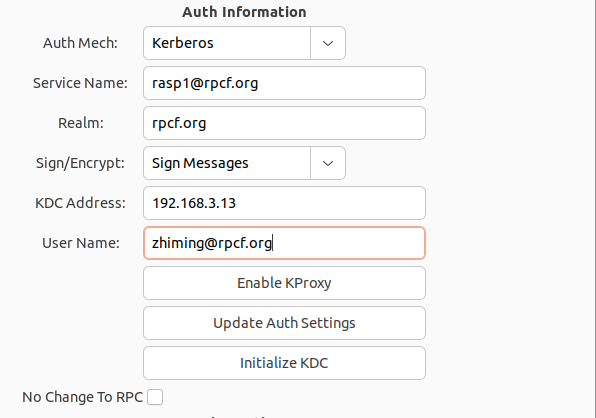 Auth Information
Auth Mech: Kerberos
Service Name: rasp1@rpcf.org
Realm: rpcf.org
Sign/Encrypt: Sign Messages
KDC Address: 192.168.3.13
User Name: zhiming@rpcf.org
Enable KProxy
Update Auth Settings
Initialize KDC
No Change To RPC